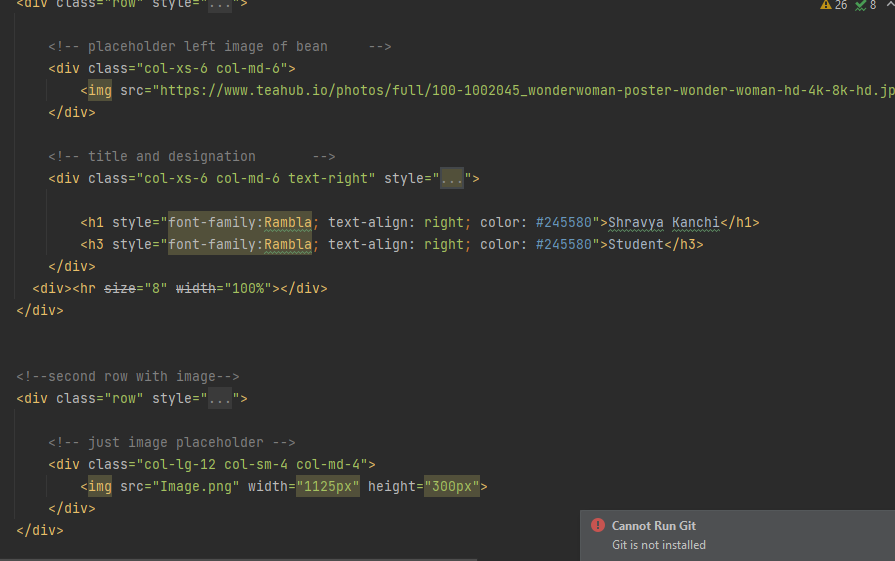 <div class="row" style="...">
⚠ 26 ✓ 8
<!-- placeholder left image of bean     -->
<div class="col-xs-6 col-md-6">
<img src="https://www.teahub.io/photos/full/100-1002045_wonderwoman-poster-wonder-woman-hd-4k-8k-hd.jp
</div>
<!-- title and designation       -->
<div class="col-xs-6 col-md-6 text-right" style="...">
<h1 style="font-family:Rambla; text-align: right; color: #245580">Shravya Kanchi</h1>
<h3 style="font-family:Rambla; text-align: right; color: #245580">Student</h3>
</div>
<div><hr size="8" width="100%"></div>
</div>
<!--second row with image-->
<div class="row" style="...">
<!-- just image placeholder -->
<div class="col-lg-12 col-sm-4 col-md-4">
<img src="Image.png" width="1125px" height="300px">
</div>
</div>
Cannot Run Git
Git is not installed